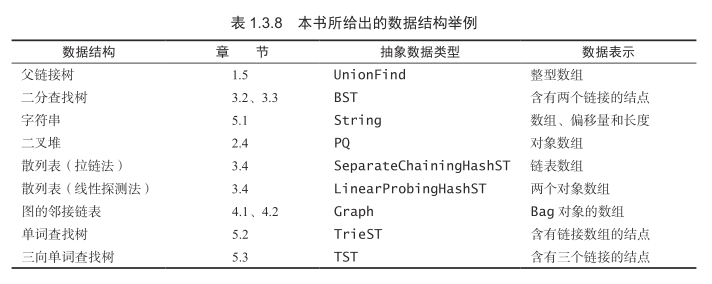 表 1.3.8 本书所给出的数据结构举例
数据结构 章 节 抽象数据类型 数据表示
父链接树 1.5 UnionFind 整型数组
二分查找树 3.2、3.3 BST 含有两个链接的结点
字符串 5.1 String 数组、偏移量和长度
二叉堆 2.4 PQ 对象数组
散列表（拉链法） 3.4 SeparateChainingHashST 链表数组
散列表（线性探测法） 3.4 LinearProbingHashST 两个对象数组
图的邻接链表 4.1、4.2 Graph Bag 对象的数组
单词查找树 5.2 TrieST 含有链接数组的结点
三向单词查找树 5.3 TST 含有三个链接的结点